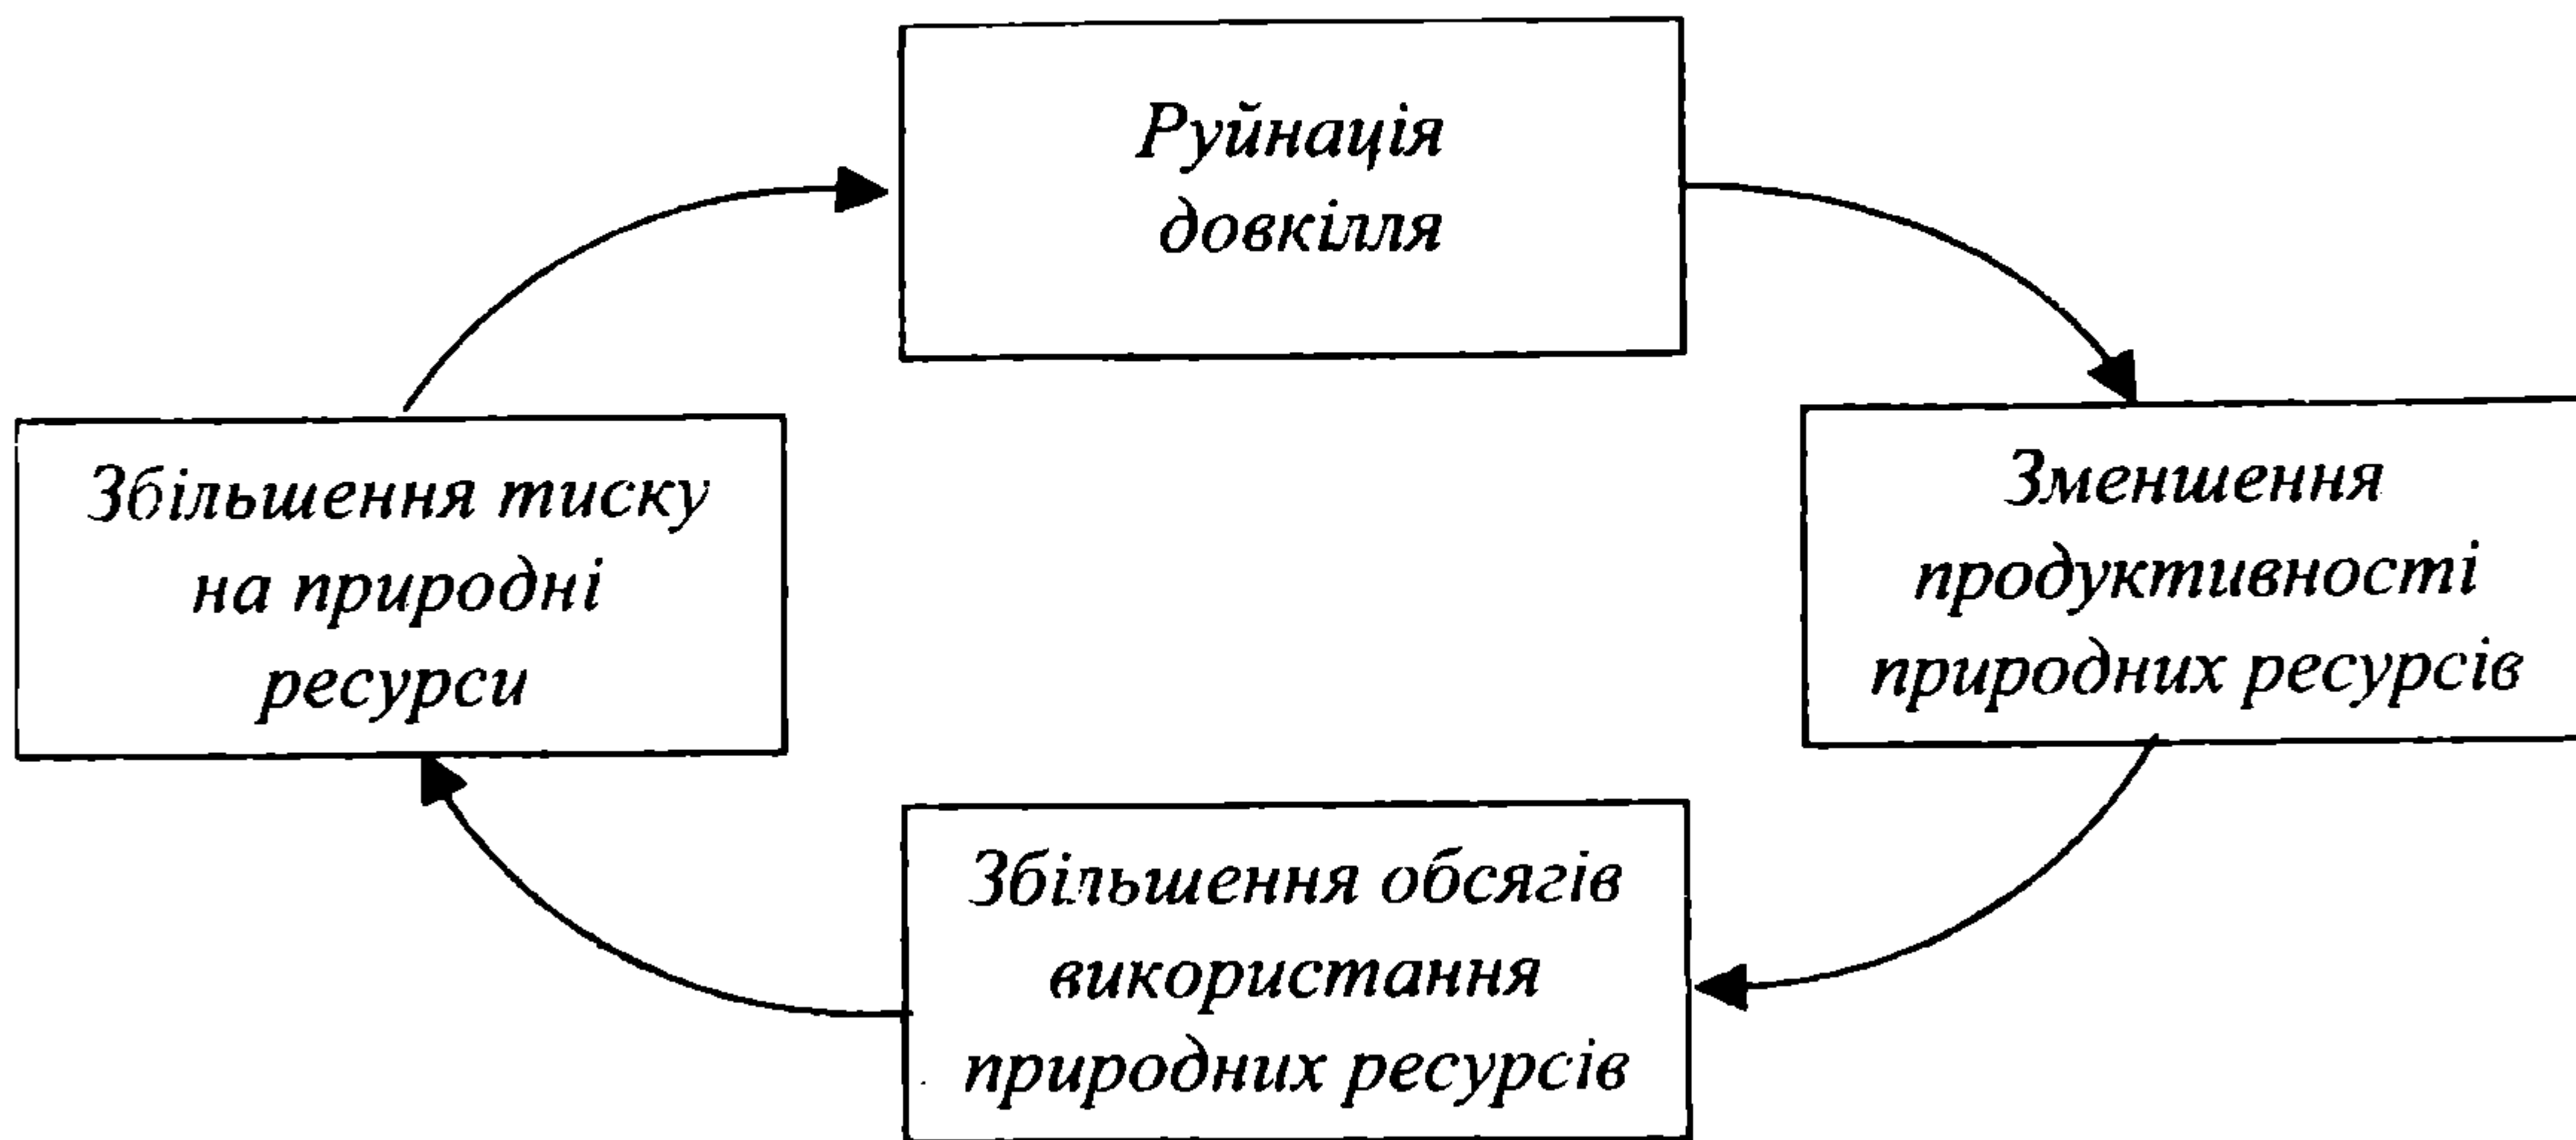 Руйнація
довкілля
Збільшення тиску
на природні
ресурси
Зменшення
продуктивності
природних ресурсів
Збільшення обсягів
використання
природних ресурсів